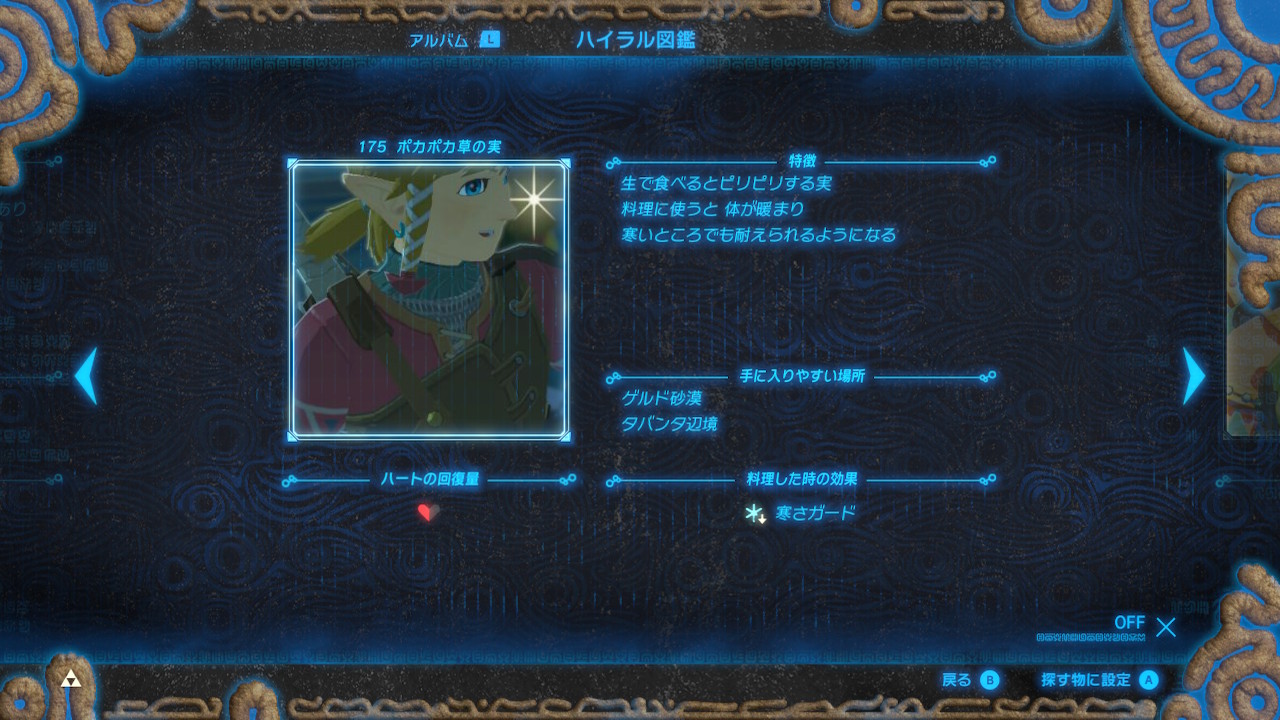 アルバム L
ハイラル図鑑
175 ポカポカ草の実
特徴
生で食べるとピリピリする実
料理に使うと 体が暖まり
寒いところでも耐えられるようになる
手に入りやすい場所
ゲルド砂漠
タバンタ辺境
ハートの回復量
料理した時の効果
寒さガード
OFF
戻る B
探す物に設定 A